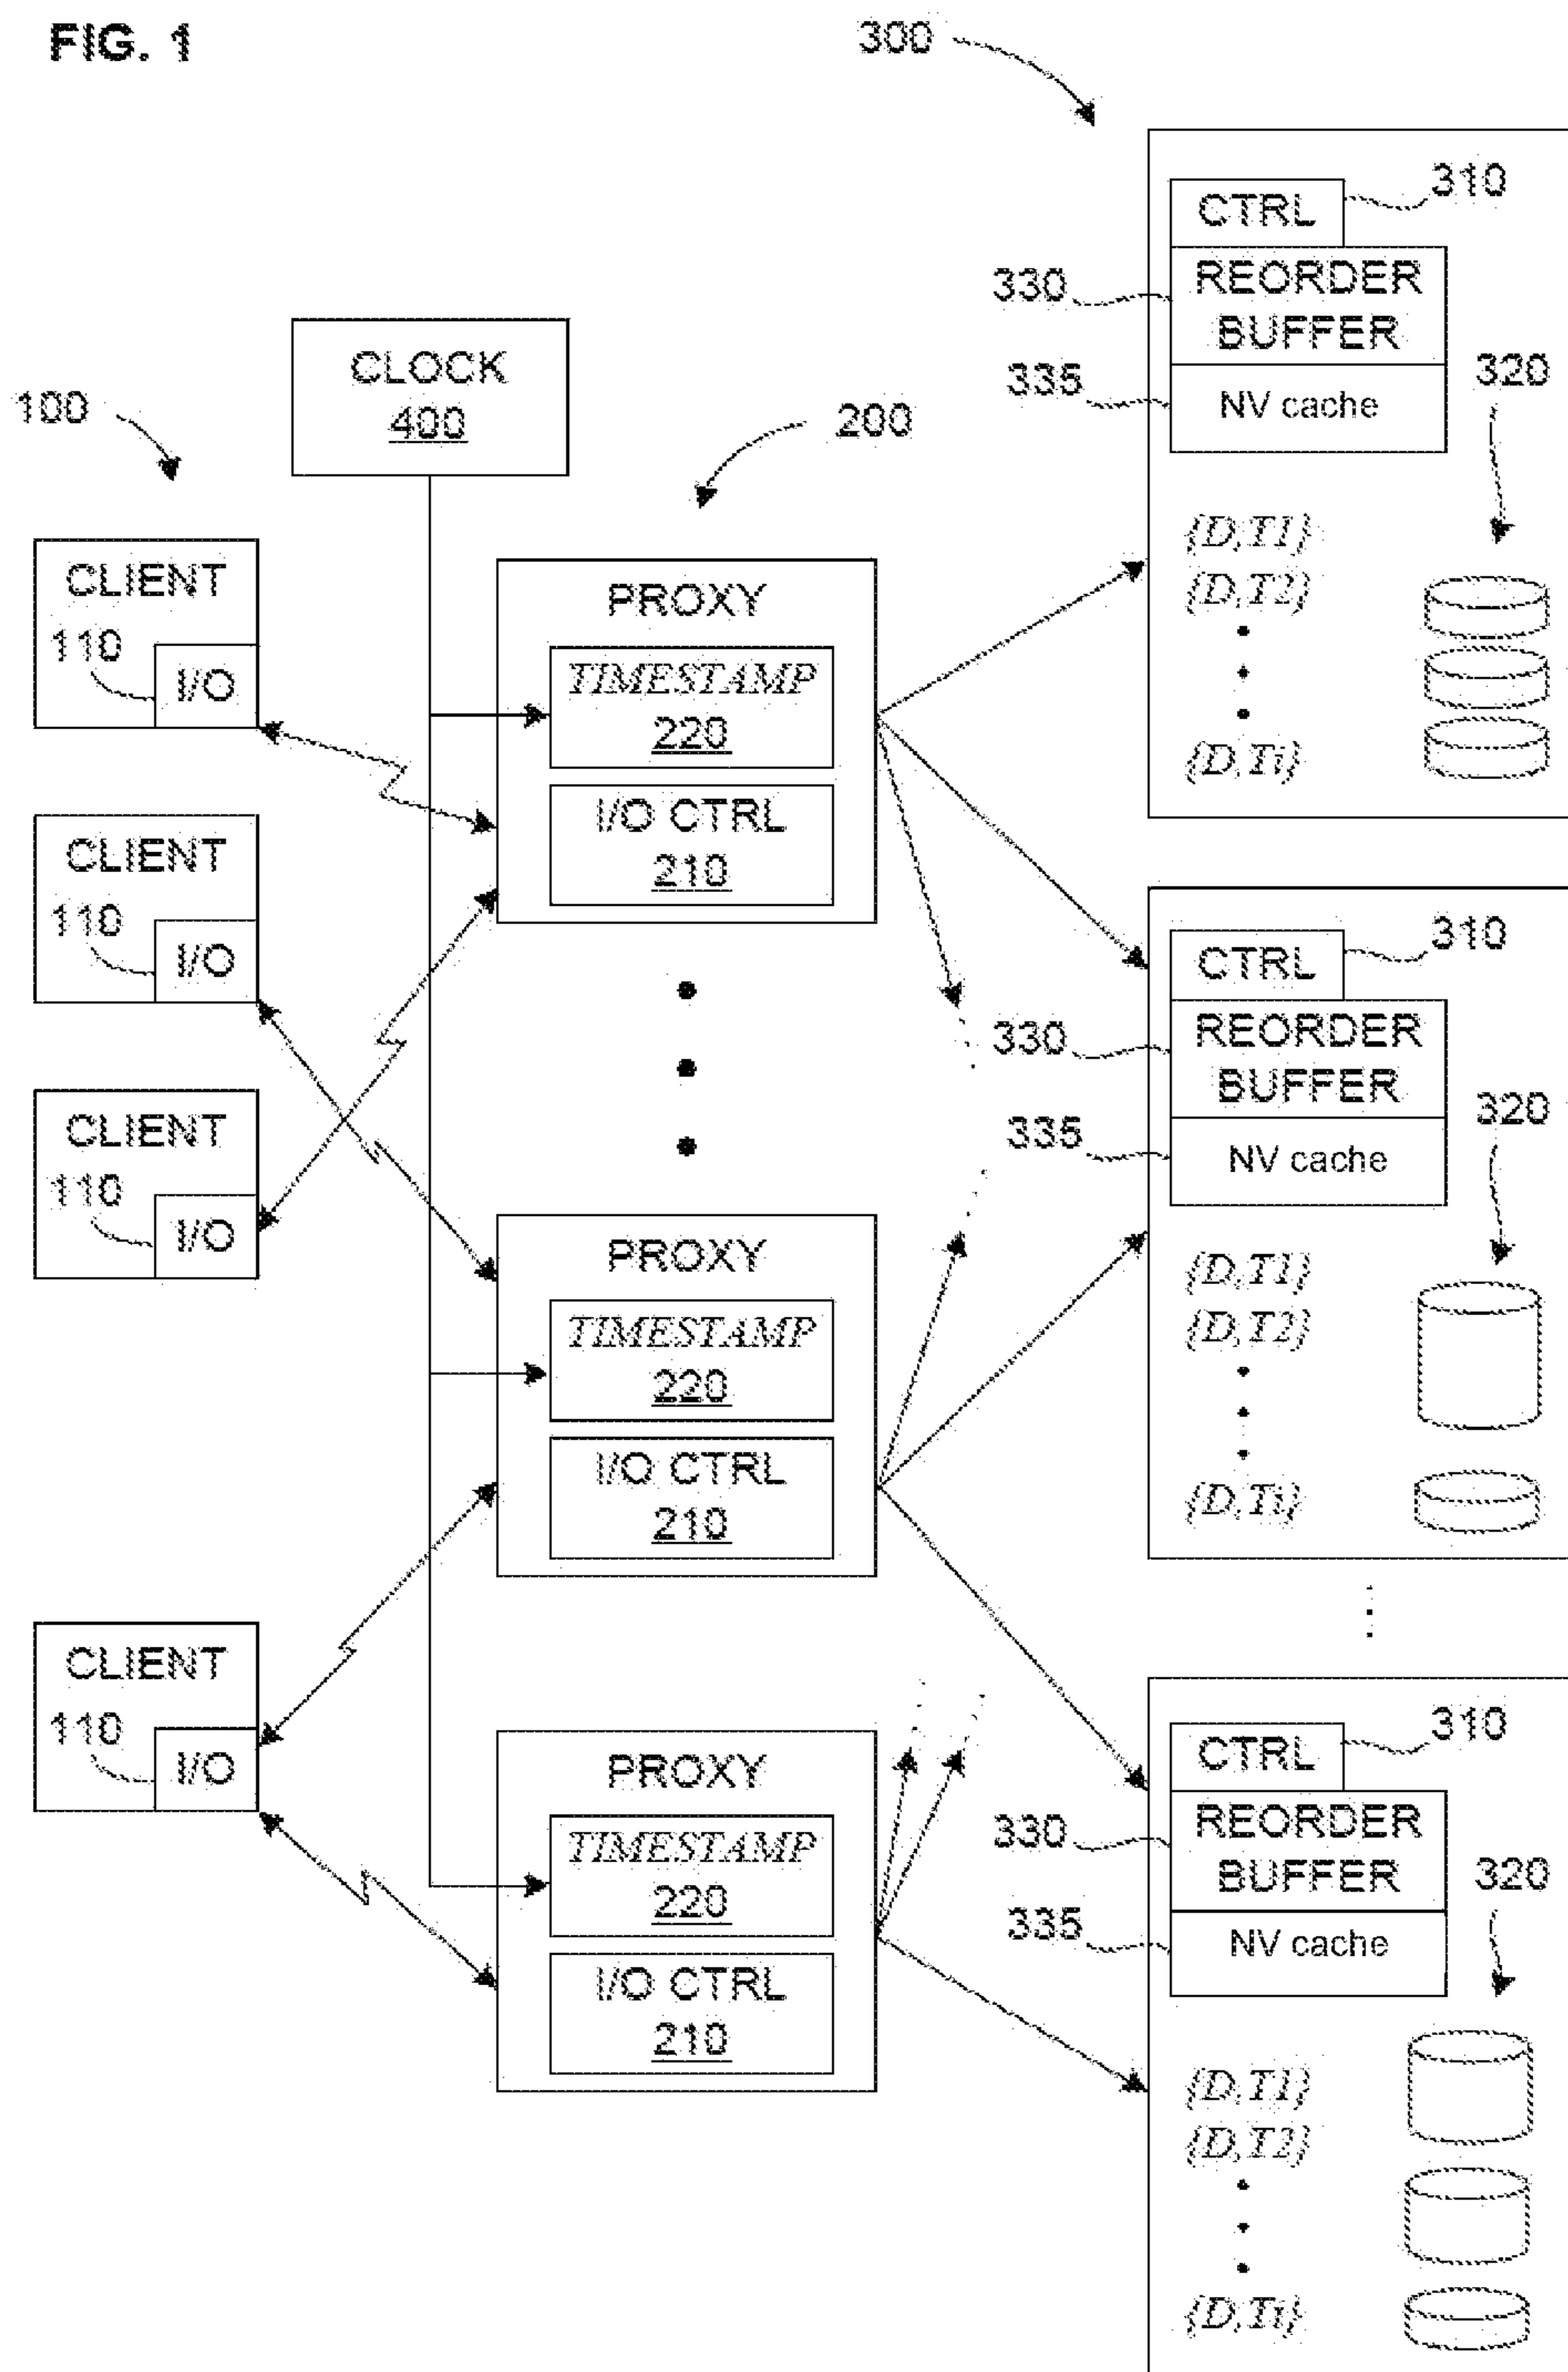 FIG. 1
300
CTRL
310
330
REORDER
BUFFER
335
NV cache
320
{D,T1}
{D,T2}
{D,Ti}
CLOCK
400
100
200
CLIENT
110
I/O
CLIENT
110
I/O
CLIENT
110
I/O
CLIENT
110
I/O
PROXY
TIMESTAMP
220
I/O CTRL
210
PROXY
TIMESTAMP
220
I/O CTRL
210
PROXY
TIMESTAMP
220
I/O CTRL
210
CTRL
310
330
REORDER
BUFFER
335
NV cache
320
{D,T1}
{D,T2}
{D,Ti}
CTRL
310
330
REORDER
BUFFER
335
NV cache
320
{D,T1}
{D,T2}
{D,Ti}